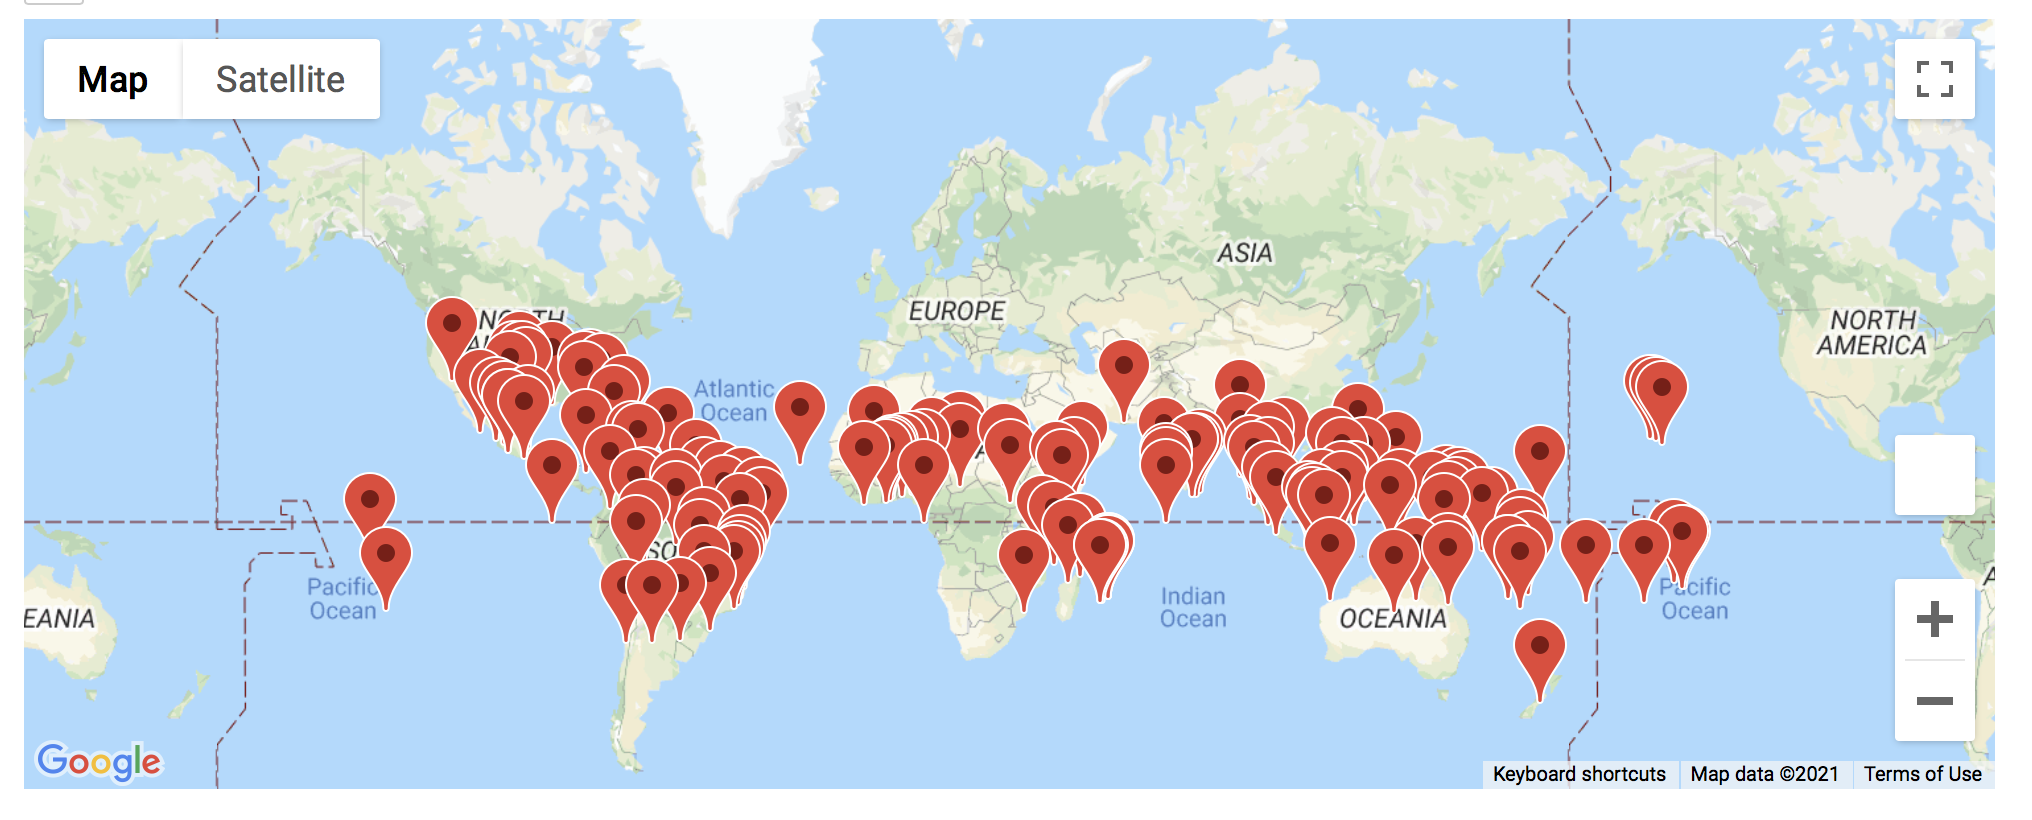 Map
Satellite
ASIA
EUROPE
NORTH
AMERICA
Atlantic
Ocean
Pacific
Ocean
Indian
Ocean
Pacific
Ocean
OCEANIA
EANIA
Google
Keyboard shortcuts
Map data ©2021
Terms of Use